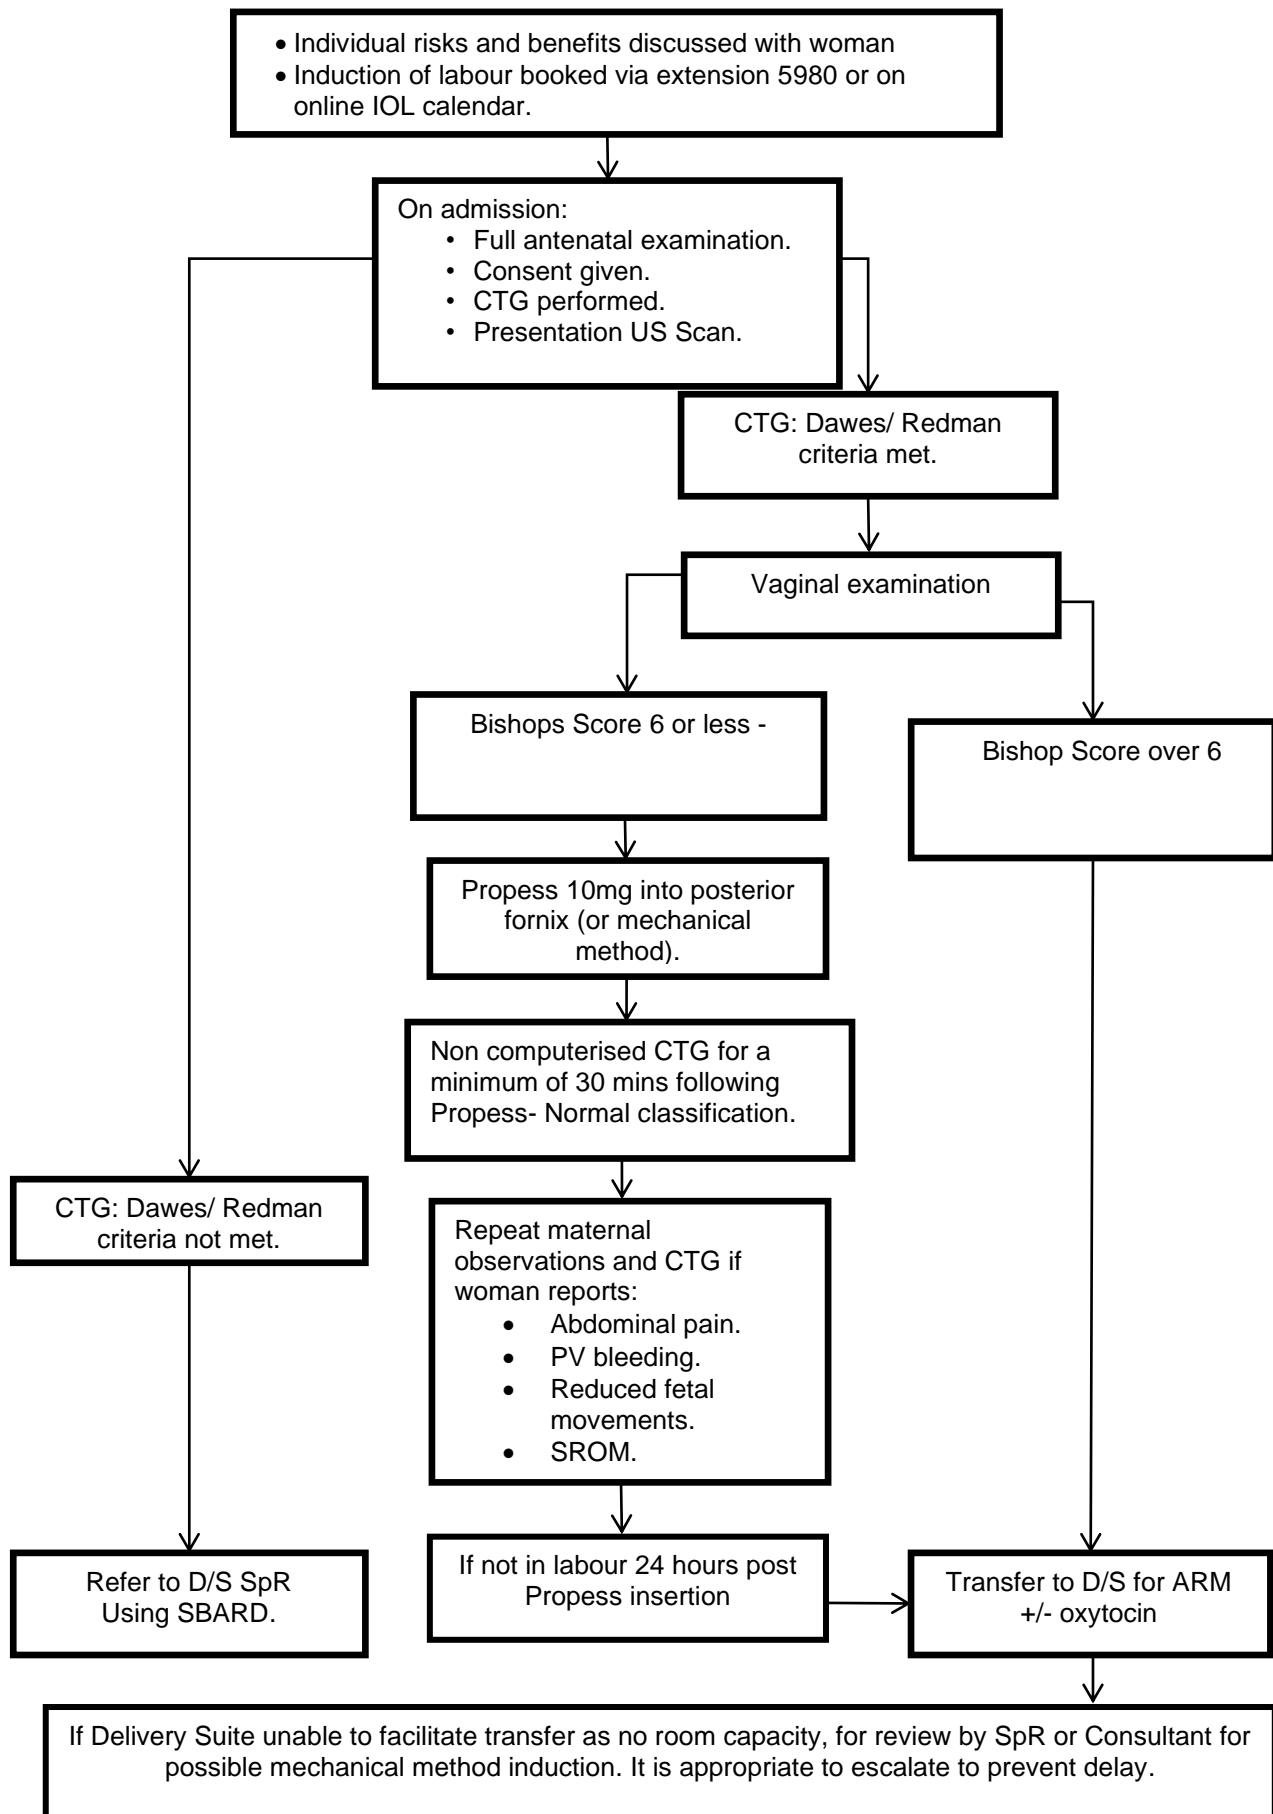 • Individual risks and benefits discussed with woman
• Induction of labour booked via extension 5980 or on
online IOL calendar.
On admission:
• Full antenatal examination.
• Consent given.
• CTG performed.
• Presentation US Scan.
CTG: Dawes/ Redman
criteria met.
Vaginal examination
Bishops Score 6 or less -
Bishop Score over 6
Propess 10mg into posterior
fornix (or mechanical
method).
Non computerised CTG for a
minimum of 30 mins following
Propess- Normal classification.
CTG: Dawes/ Redman
criteria not met.
Repeat maternal
observations and CTG if
woman reports:
• Abdominal pain.
• PV bleeding.
• Reduced fetal
movements.
• SROM.
Refer to D/S SpR
Using SBARD.
If not in labour 24 hours post
Propess insertion
Transfer to D/S for ARM
+/- oxytocin
If Delivery Suite unable to facilitate transfer as no room capacity, for review by SpR or Consultant for
possible mechanical method induction. It is appropriate to escalate to prevent delay.